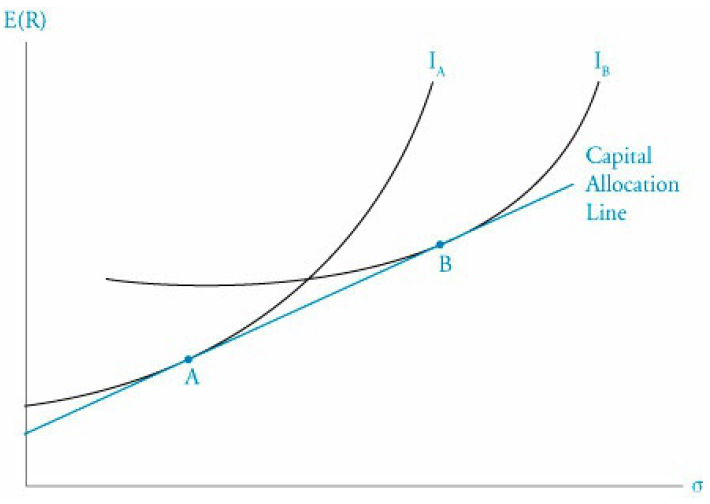 E(R)
I_A
I_B
Capital
Allocation
Line
B
A
σ